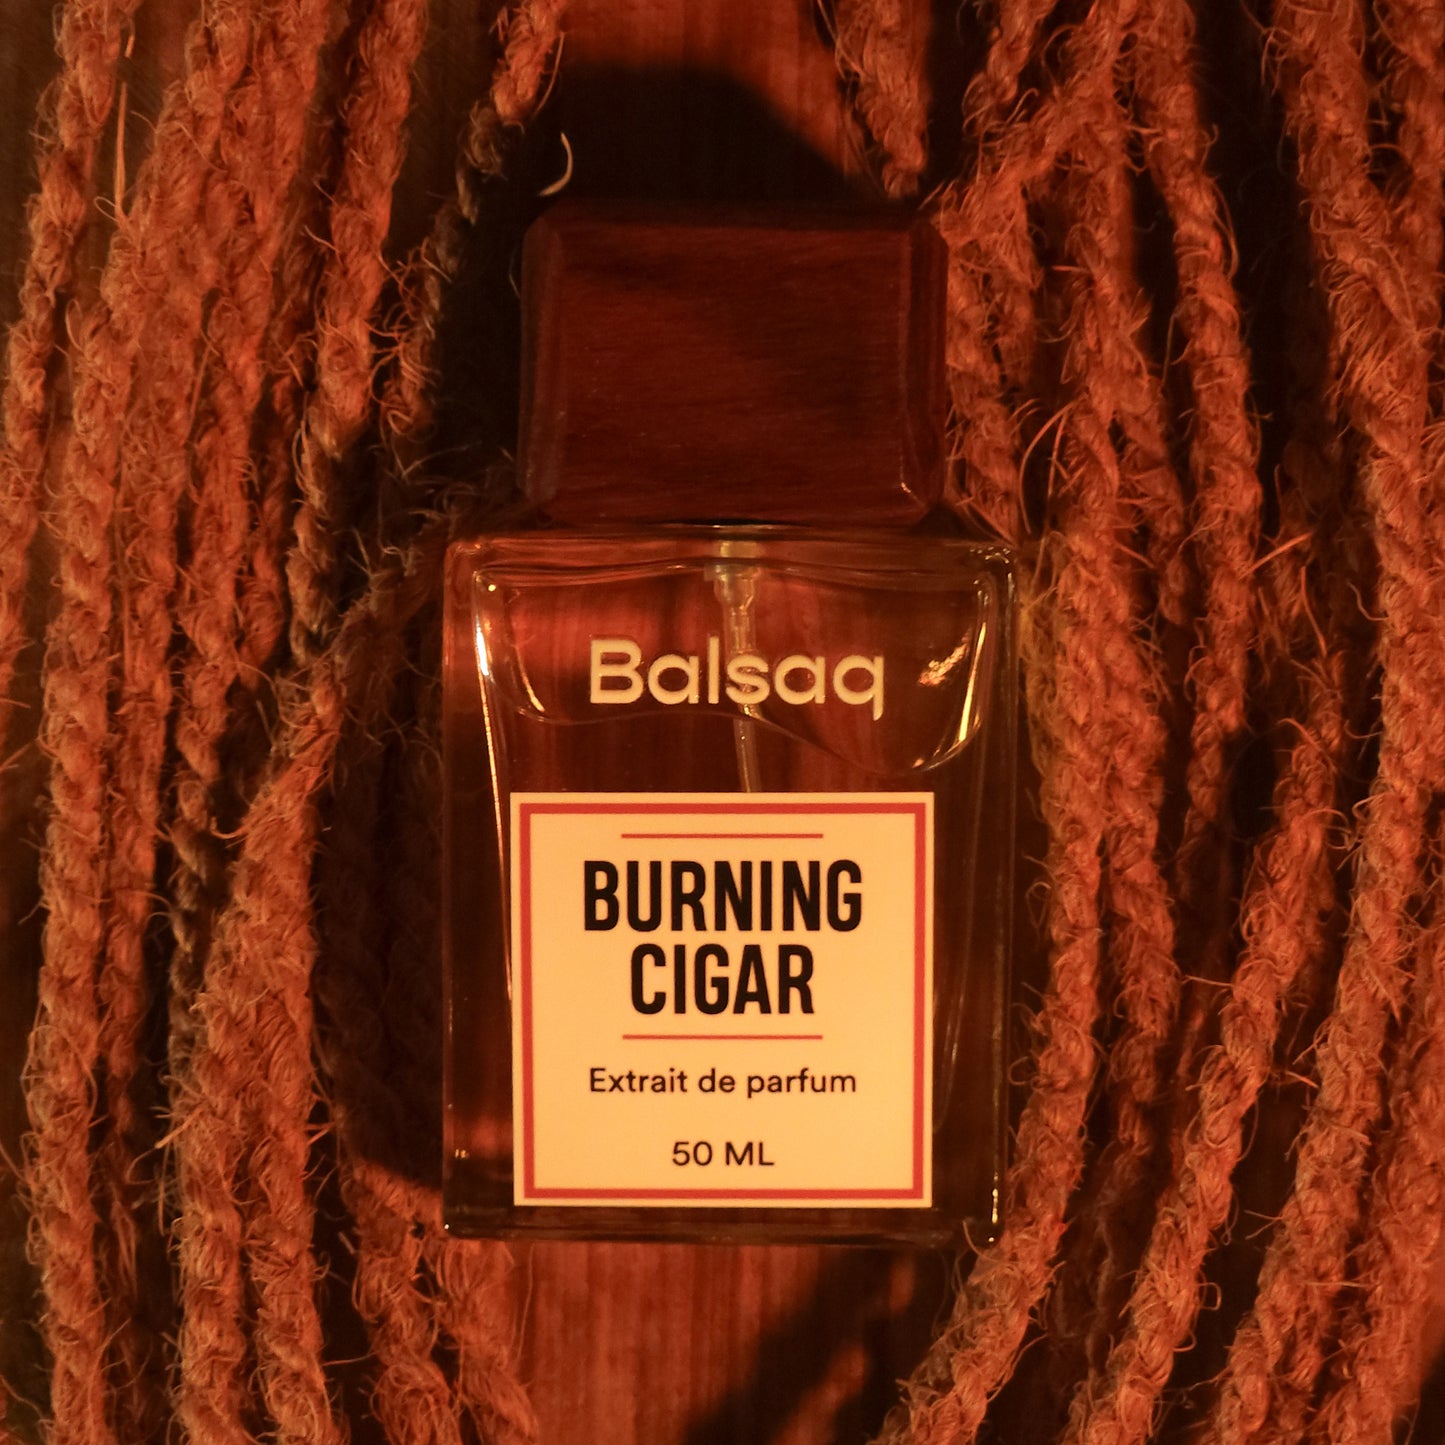 Balsaq
BURNING
CIGAR
Extrait de parfum
50 ML